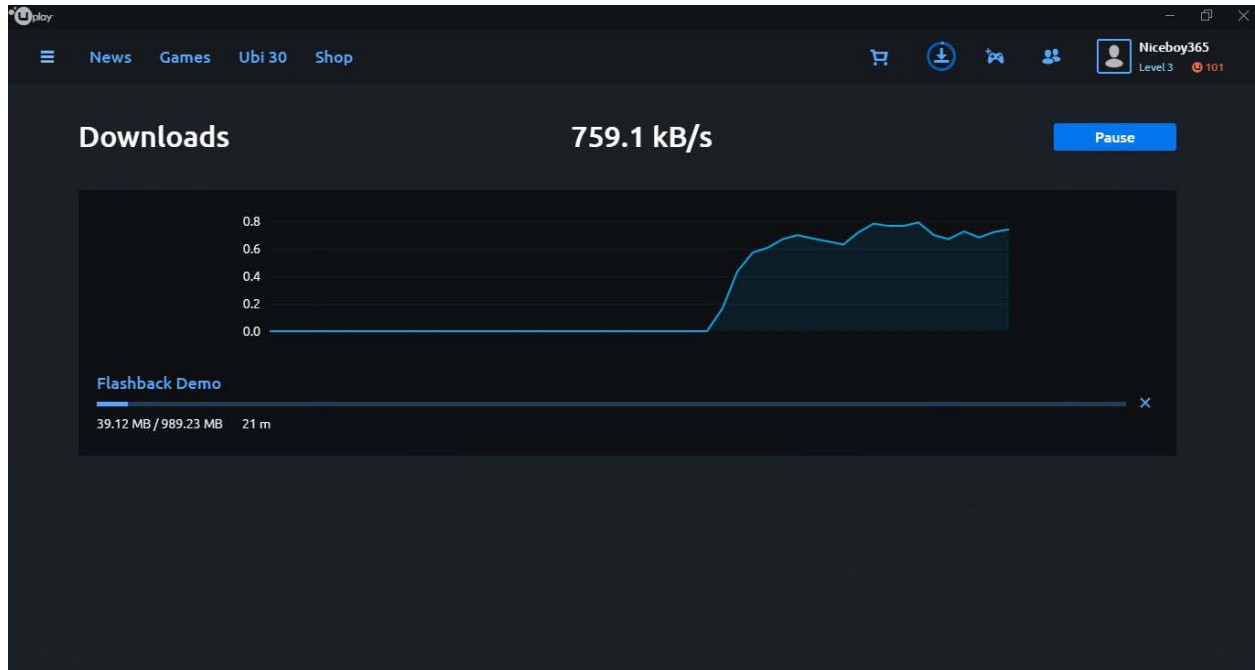 Uplay
News Games Ubi 30 Shop
Niceboy365
Level 3 101
Downloads 759.1 kB/s Pause
0.8
0.6
0.4
0.2
0.0
Flashback Demo
39.12 MB / 989.23 MB 21 m